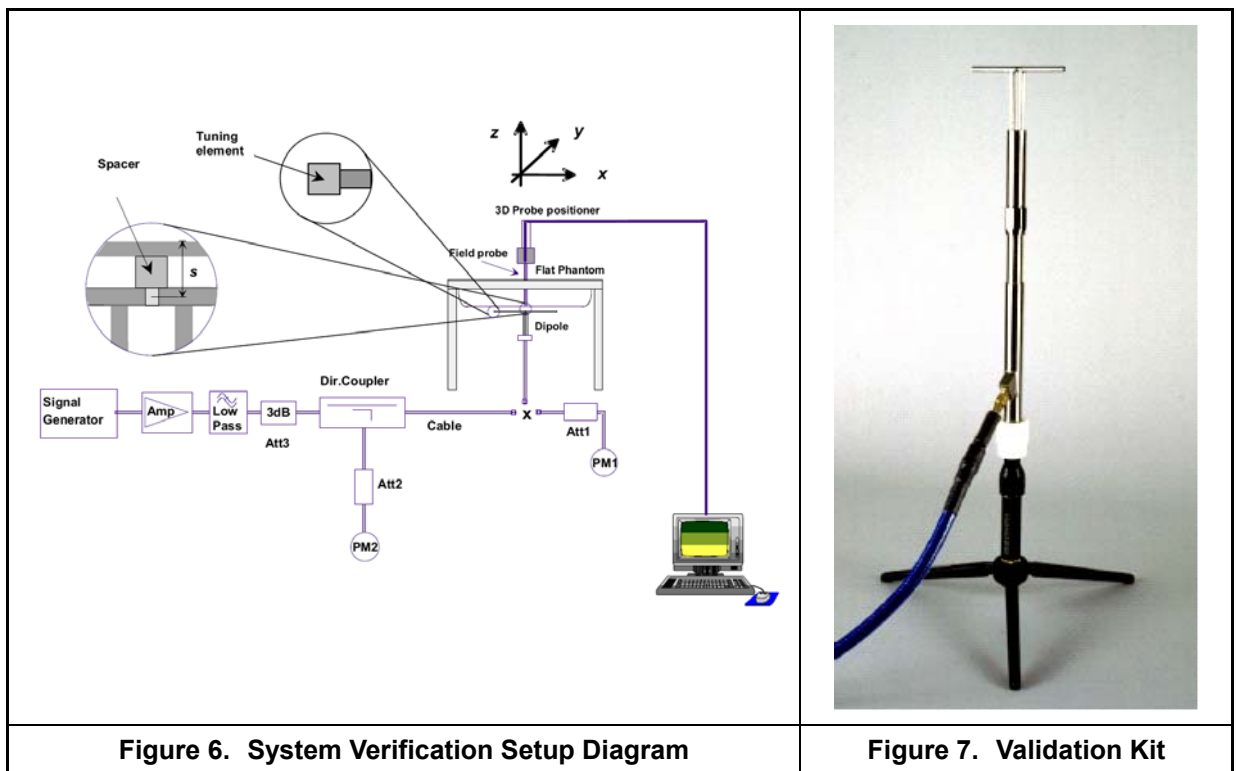 z
y
x
Tuning
element
Spacer
3D Probe positioner
s
Field probe
Flat Phantom
Dipole
Dir.Coupler
Signal
Generator
Amp
Low
Pass
3dB
x
Cable
Att3
Att1
PM1
Att2
PM2
Figure 6. System Verification Setup Diagram
Figure 7. Validation Kit